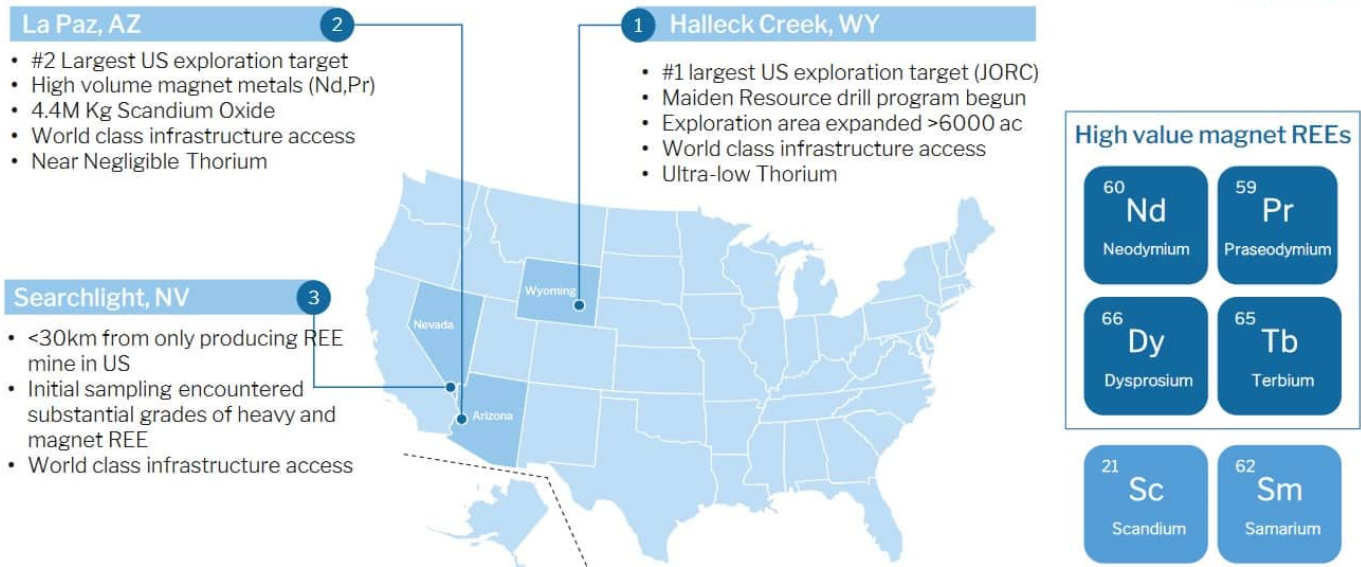 La Paz, AZ
2
• #2 Largest US exploration target
• High volume magnet metals (Nd,Pr)
• 4.4M Kg Scandium Oxide
• World class infrastructure access
• Near Negligible Thorium
1
Halleck Creek, WY
• #1 largest US exploration target (JORC)
• Maiden Resource drill program begun
• Exploration area expanded >6000 ac
• World class infrastructure access
• Ultra-low Thorium
Searchlight, NV
3
• <30km from only producing REE
mine in US
• Initial sampling encountered
substantial grades of heavy and
magnet REE
• World class infrastructure access
Wyoming
Nevada
Arizona
High value magnet REEs
60
Nd
Neodymium
59
Pr
Praseodymium
66
Dy
Dysprosium
65
Tb
Terbium
21
Sc
Scandium
62
Sm
Samarium